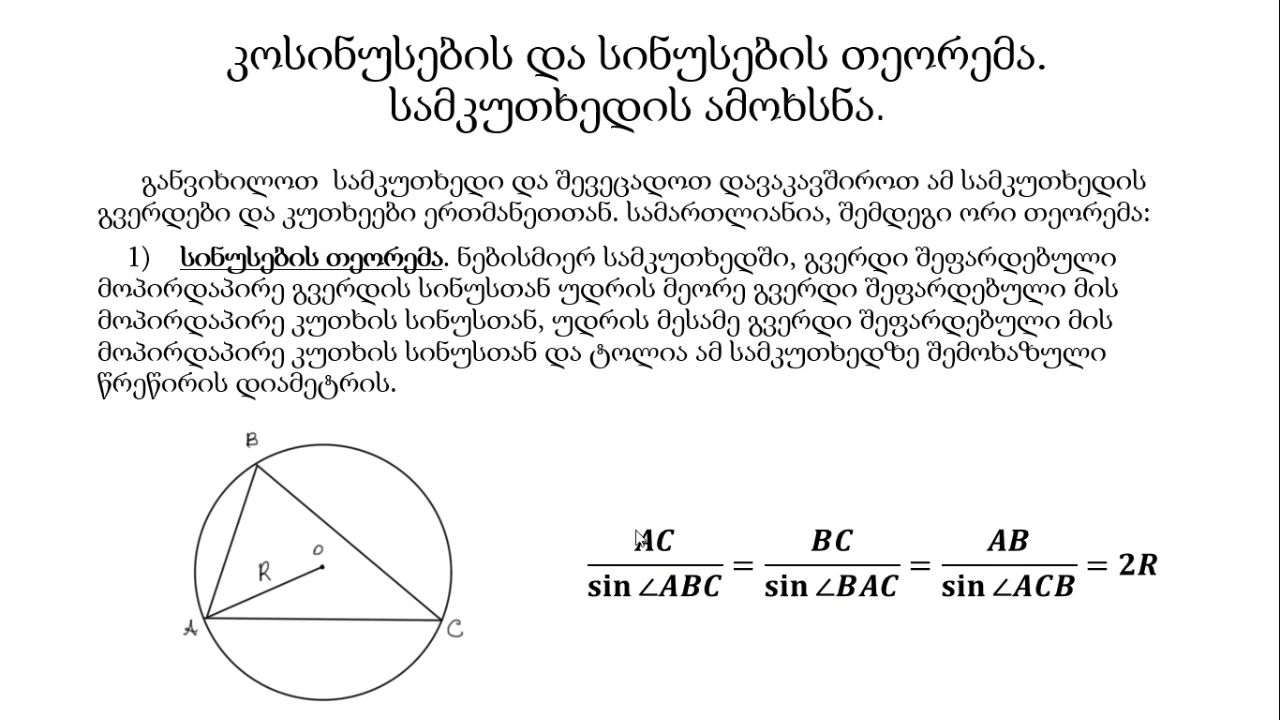 კოსინუსების და სინუსების თეორემა.
სამკუთხედის ამოხსნა.
განვიხილოთ სამკუთხედი და შევეცადოთ დავაკავშიროთ ამ სამკუთხედის
გვერდები და კუთხეები ერთმანეთთან. სამართლიანია, შემდეგი ორი თეორემა:
1) სინუსების თეორემა. ნებისმიერ სამკუთხედში, გვერდი შეფარდებული
მოპირდაპირე გვერდის სინუსთან უდრის მეორე გვერდი შეფარდებული მის
მოპირდაპირე კუთხის სინუსთან, უდრის მესამე გვერდი შეფარდებული მის
მოპირდაპირე კუთხის სინუსთან და ტოლია ამ სამკუთხედზე შემოხაზული
წრეწირის დიამეტრის.
B
O
R
A
C
AC/sin ∠ABC = BC/sin ∠BAC = AB/sin ∠ACB = 2R